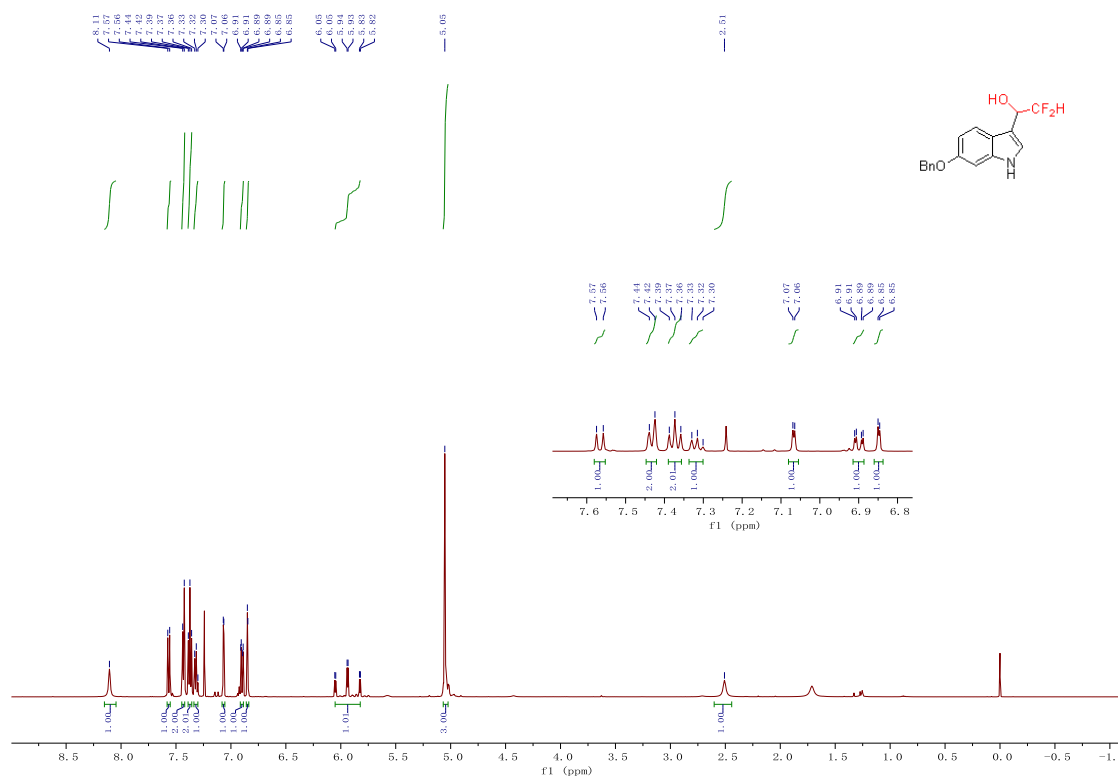 8.11 7.57 7.56 7.44 7.42 7.39 7.37 7.36 7.33 7.32 7.30 7.07 7.06 6.91 6.91 6.89 6.89 6.85 6.85 6.05 6.05 5.94 5.93 5.83 5.82 5.05 2.51
HO
CF2H
BnO
N
H
7.57 7.56 7.44 7.42 7.39 7.37 7.36 7.33 7.32 7.30 7.07 7.06 6.91 6.91 6.89 6.89 6.85 6.85
1.00 2.00 2.01 1.00 1.00 1.00 1.00
7.6 7.5 7.4 7.3 7.2 7.1 7.0 6.9 6.8
f1 (ppm)
1.00 1.00 2.00 2.01 1.00 1.00 1.00 1.00 1.01 3.00 1.00
8.5 8.0 7.5 7.0 6.5 6.0 5.5 5.0 4.5 4.0 3.5 3.0 2.5 2.0 1.5 1.0 0.5 0.0 -0.5 -1.
f1 (ppm)